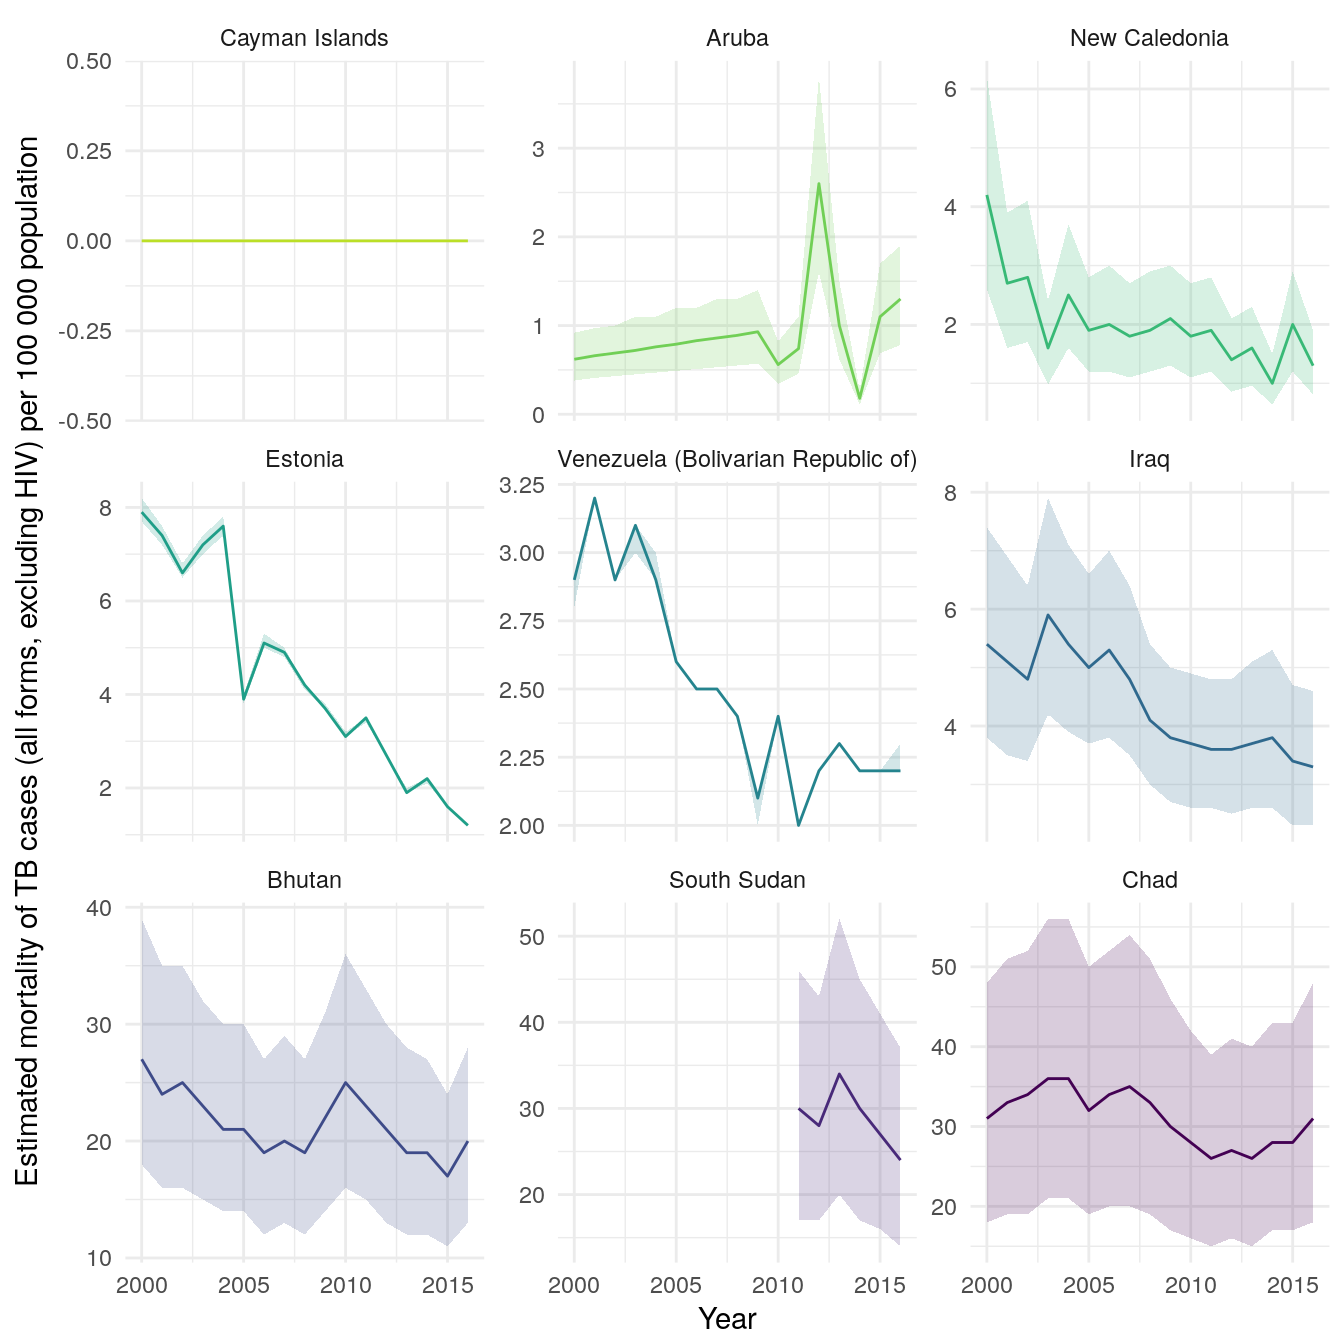 Cayman Islands
Aruba
New Caledonia
0.50
0.25
0.00
-0.25
-0.50
3
2
1
0
6
4
2
Estonia
Venezuela (Bolivarian Republic of)
Iraq
8
6
4
2
3.25
3.00
2.75
2.50
2.25
2.00
8
6
4
Bhutan
South Sudan
Chad
40
30
20
10
50
40
30
20
50
40
30
20
2000 2005 2010 2015
2000 2005 2010 2015
2000 2005 2010 2015
Year
Estimated mortality of TB cases (all forms, excluding HIV) per 100 000 population